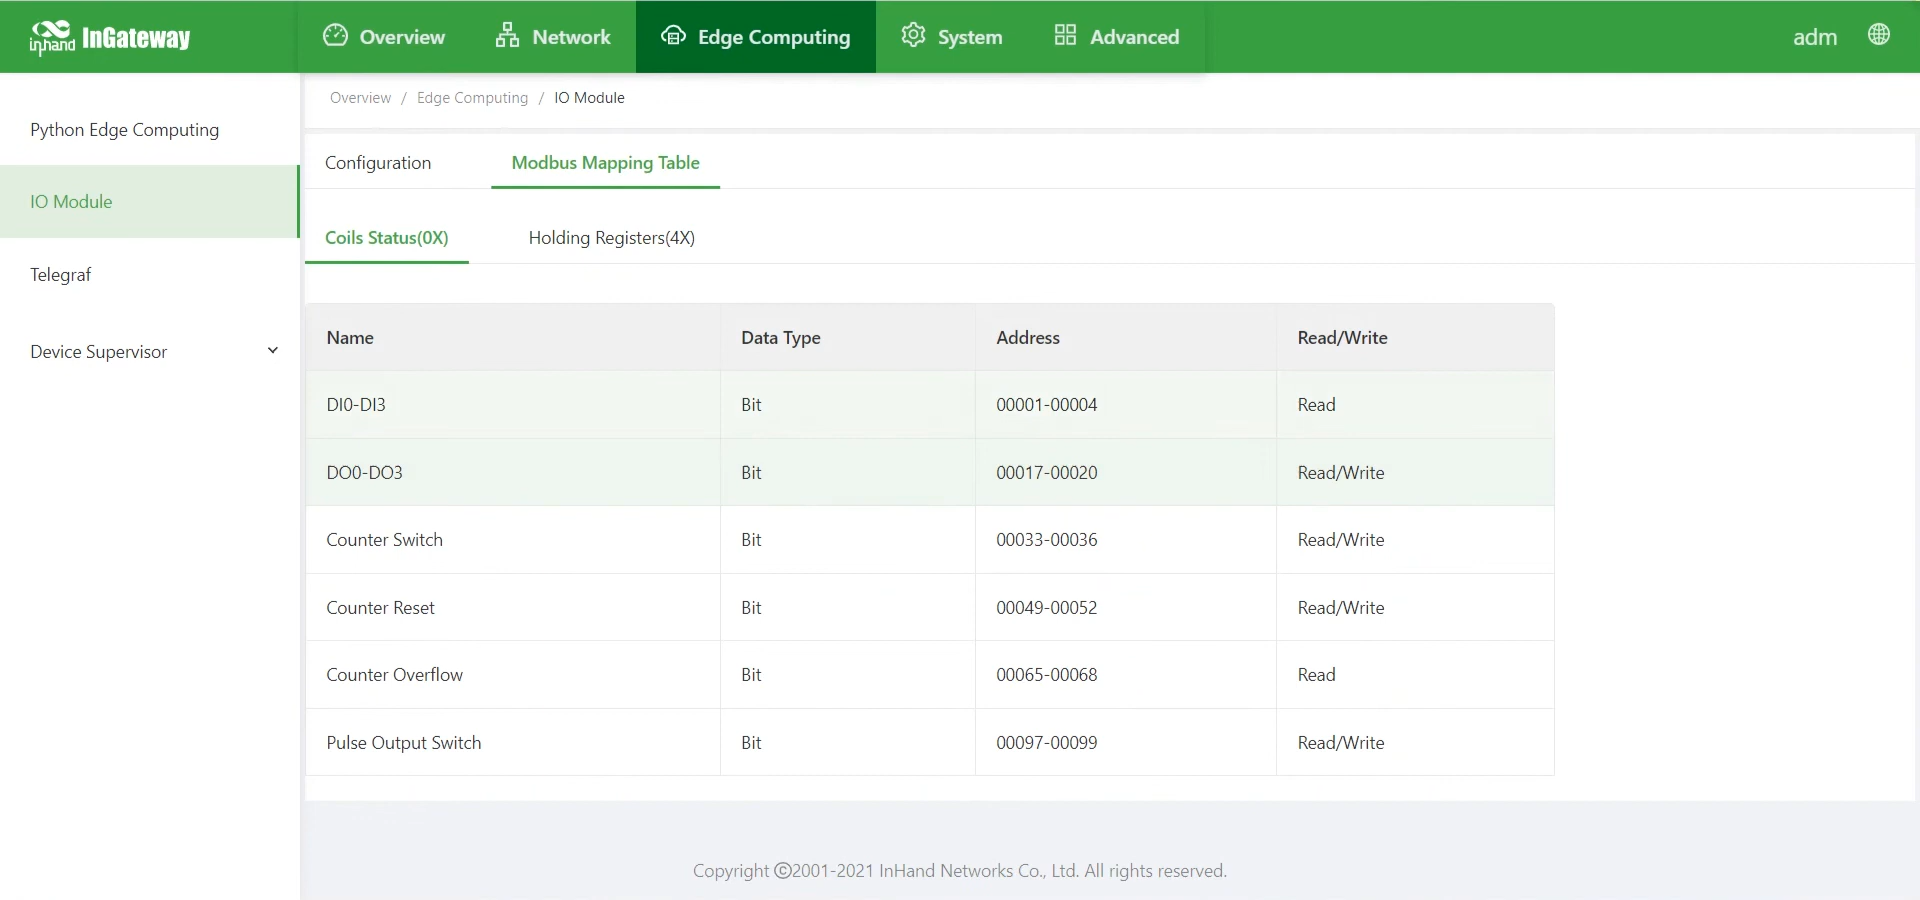 inhand InGateway Overview Network Edge Computing System Advanced adm
Overview / Edge Computing / IO Module
Python Edge Computing
IO Module
Telegraf
Device Supervisor
Configuration Modbus Mapping Table
Coils Status(0X) Holding Registers(4X)
Name Data Type Address Read/Write
DI0-DI3 Bit 00001-00004 Read
DO0-DO3 Bit 00017-00020 Read/Write
Counter Switch Bit 00033-00036 Read/Write
Counter Reset Bit 00049-00052 Read/Write
Counter Overflow Bit 00065-00068 Read
Pulse Output Switch Bit 00097-00099 Read/Write
Copyright ©2001-2021 InHand Networks Co., Ltd. All rights reserved.